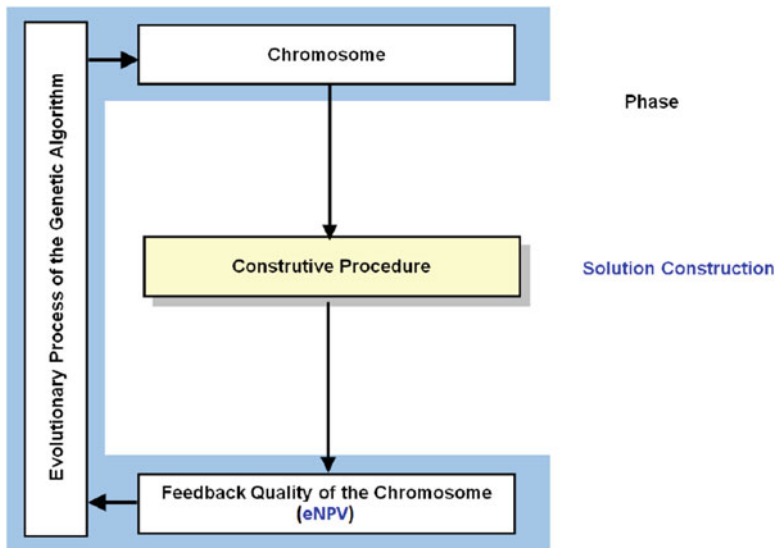 Evolutionary Process of the Genetic Algorithm
Chromosome
Phase
Construtive Procedure
Solution Construction
Feedback Quality of the Chromosome
(eNPV)